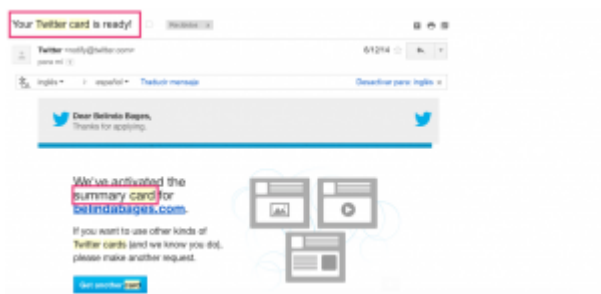 Your Twitter card is ready!
Recibidos x
Twitter <notify@twitter.com>
6/12/14
para mí
inglés > español Traducir mensaje
Desactivar para: inglés x
Dear Belinda Bages,
Thanks for applying.
We've activated the
summary card for
belindabages.com.
If you want to use other kinds of
Twitter cards (and we know you do),
please make another request.
Get another card